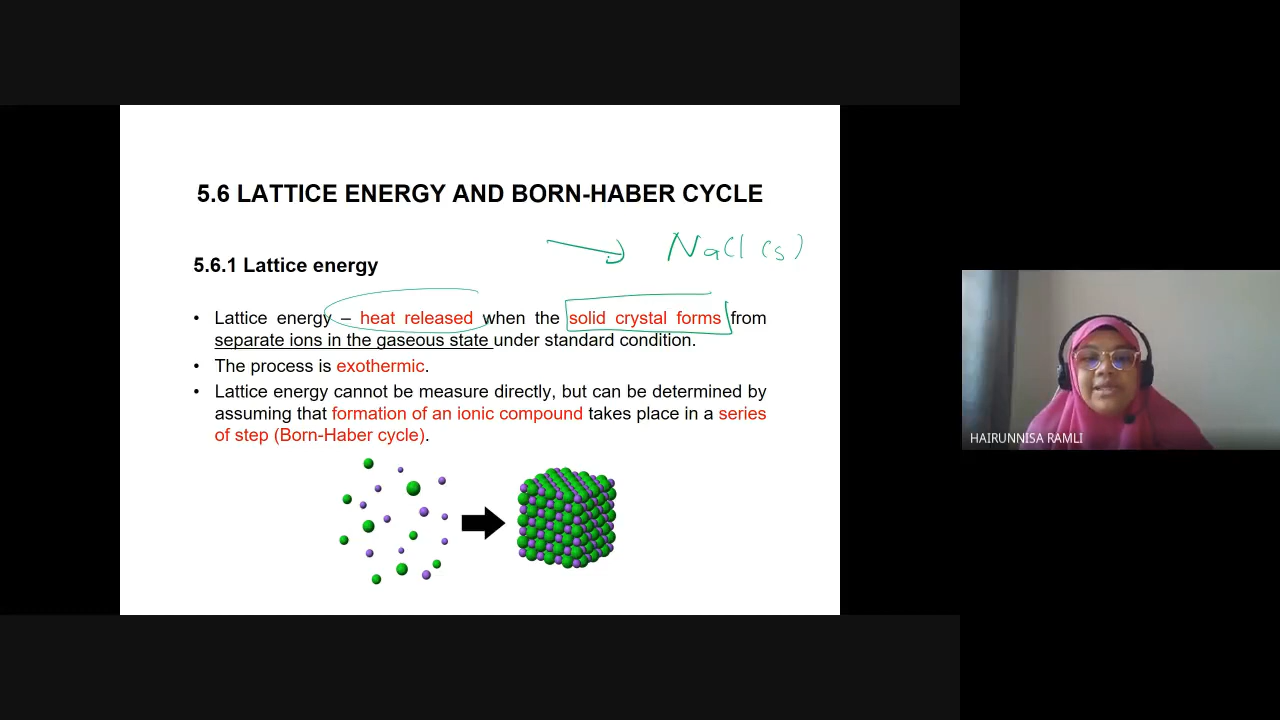 5.6 LATTICE ENERGY AND BORN-HABER CYCLE
NaCl (s)
5.6.1 Lattice energy
• Lattice energy – heat released when the solid crystal forms from
separate ions in the gaseous state under standard condition.
• The process is exothermic.
• Lattice energy cannot be measure directly, but can be determined by
assuming that formation of an ionic compound takes place in a series
of step (Born-Haber cycle).
HAIRUNNISA RAMLI